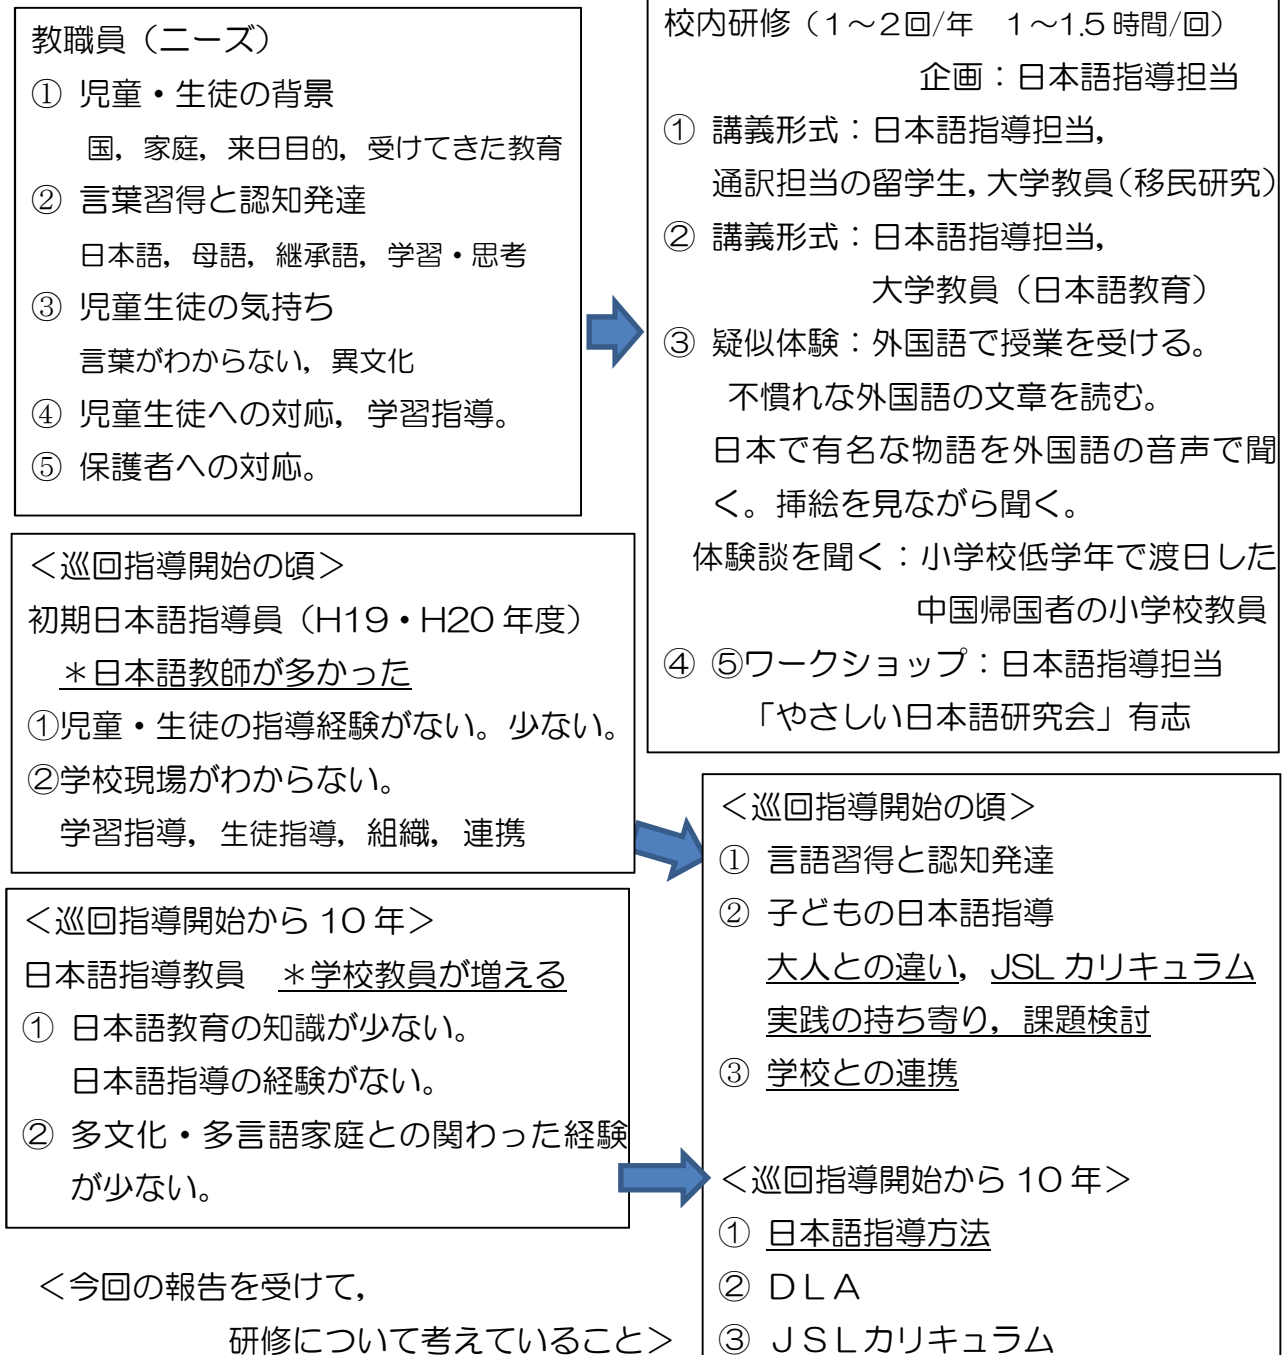 教職員（ニーズ）
① 児童・生徒の背景
国，家庭，来日目的，受けてきた教育
② 言葉習得と認知発達
日本語，母語，継承語，学習・思考
③ 児童生徒の気持ち
言葉がわからない，異文化
④ 児童生徒への対応，学習指導。
⑤ 保護者への対応。
校内研修（1～2回/年　1～1.5時間/回）
企画：日本語指導担当
① 講義形式：日本語指導担当，
通訳担当の留学生，大学教員（移民研究）
② 講義形式：日本語指導担当，
大学教員（日本語教育）
③ 疑似体験：外国語で授業を受ける。
不慣れな外国語の文章を読む。
日本で有名な物語を外国語の音声で聞
く。挿絵を見ながら聞く。
体験談を聞く：小学校低学年で渡日した
中国帰国者の小学校教員
④ ⑤ワークショップ：日本語指導担当
「やさしい日本語研究会」有志
＜巡回指導開始の頃＞
初期日本語指導員（H19・H20年度）
＊日本語教師が多かった
①児童・生徒の指導経験がない。少ない。
②学校現場がわからない。
学習指導，生徒指導，組織，連携
＜巡回指導開始から10年＞
日本語指導教員　＊学校教員が増える
① 日本語教育の知識が少ない。
日本語指導の経験がない。
② 多文化・多言語家庭との関わった経験
が少ない。
＜巡回指導開始の頃＞
① 言語習得と認知発達
② 子どもの日本語指導
大人との違い，JSLカリキュラム
実践の持ち寄り，課題検討
③ 学校との連携
＜巡回指導開始から10年＞
① 日本語指導方法
② ＤＬＡ
③ ＪＳＬカリキュラム
＜今回の報告を受けて，
研修について考えていること＞